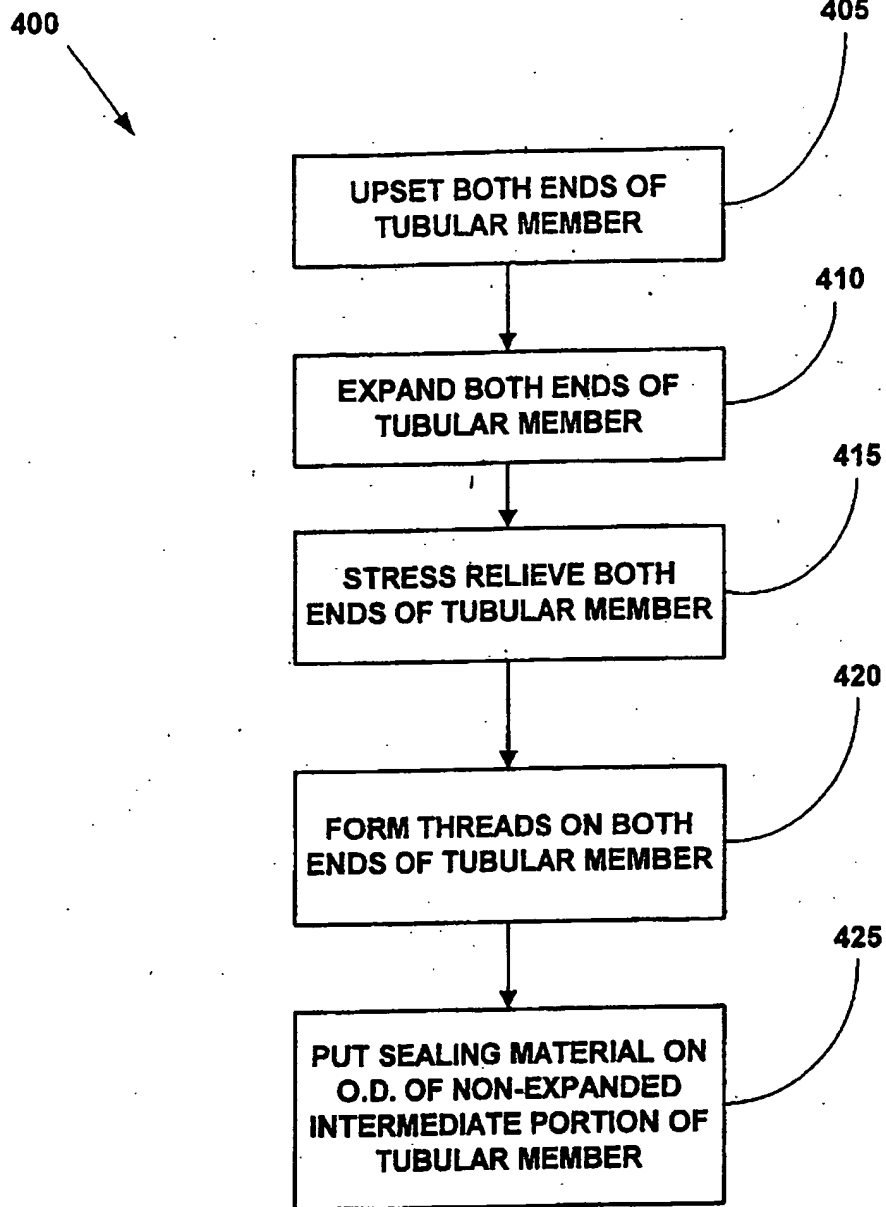 400
405
UPSET BOTH ENDS OF
TUBULAR MEMBER
410
EXPAND BOTH ENDS OF
TUBULAR MEMBER
415
STRESS RELIEVE BOTH
ENDS OF TUBULAR MEMBER
420
FORM THREADS ON BOTH
ENDS OF TUBULAR MEMBER
425
PUT SEALING MATERIAL ON
O.D. OF NON-EXPANDED
INTERMEDIATE PORTION OF
TUBULAR MEMBER